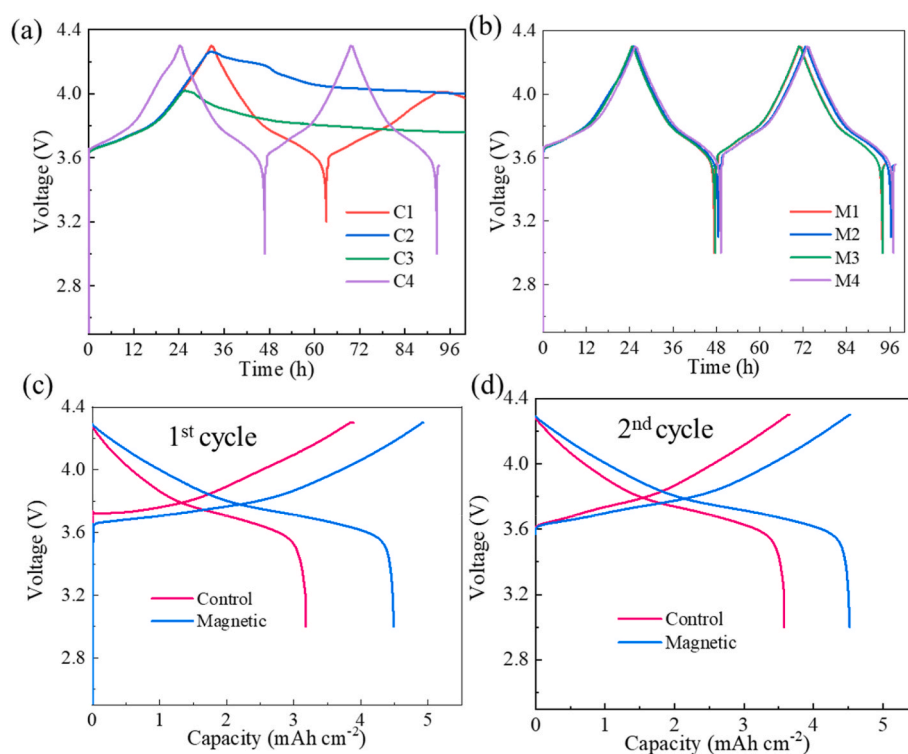 (a)
4.4
4.0
3.6
3.2
2.8
Voltage (V)
C1
C2
C3
C4
0 12 24 36 48 60 72 84 96
Time (h)
(b)
4.4
4.0
3.6
3.2
2.8
Voltage (V)
M1
M2
M3
M4
0 12 24 36 48 60 72 84 96
Time (h)
(c)
4.4
4.0
3.6
3.2
2.8
Voltage (V)
1st cycle
Control
Magnetic
0 1 2 3 4 5
Capacity (mAh cm-2)
(d)
4.4
4.0
3.6
3.2
2.8
Voltage (V)
2nd cycle
Control
Magnetic
0 1 2 3 4 5
Capacity (mAh cm-2)